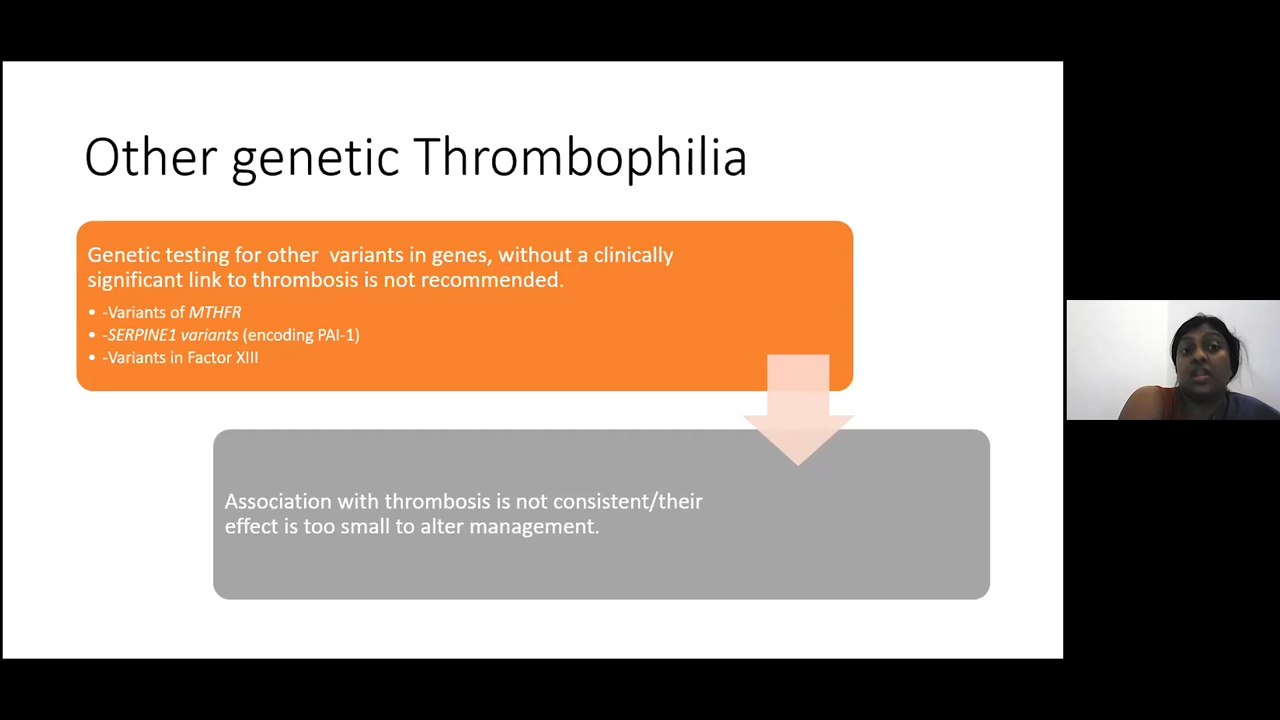 Other genetic Thrombophilia
Genetic testing for other variants in genes, without a clinically
significant link to thrombosis is not recommended.
• -Variants of MTHFR
• -SERPINE1 variants (encoding PAI-1)
• -Variants in Factor XIII
Association with thrombosis is not consistent/their
effect is too small to alter management.